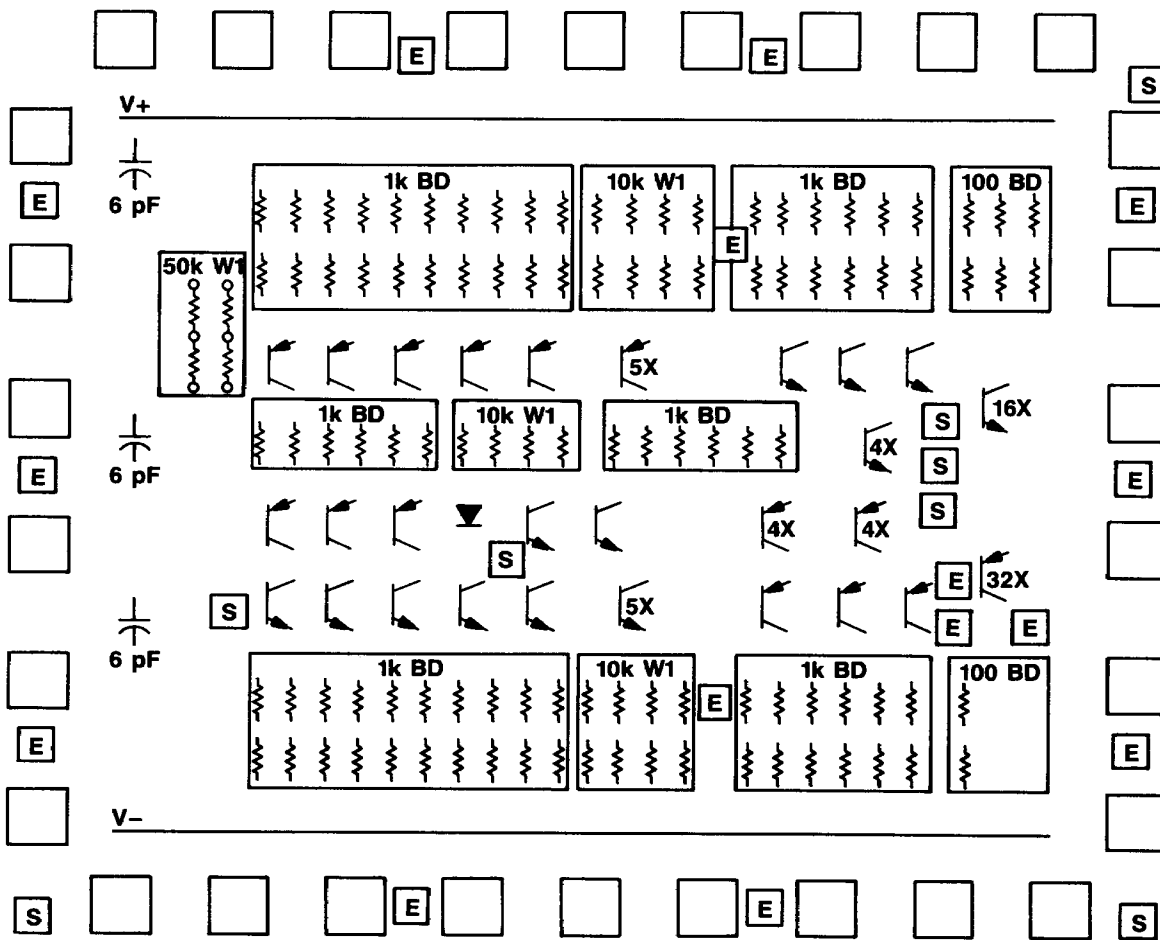 E E
S
V+
6 pF
E
E
1k BD 10k W1 1k BD 100 BD
E
50k W1
5X
16X
1k BD 10k W1 1k BD
S
4X
S
6 pF
E
E
S
4X 4X
S
E 32X
S
5X
E E
6 pF
1k BD 10k W1 1k BD 100 BD
E
E
E
V−
E E
S
S